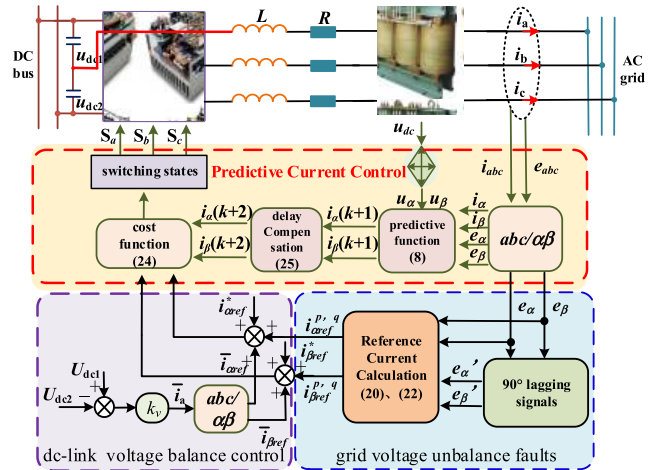 DC
bus
u_dc1
u_dc2
L
R
i_a
i_b
i_c
AC
grid
S_a
S_b
S_c
u_dc
i_abc
e_abc
switching states
Predictive Current Control
u_α
u_β
cost
function
(24)
i_α(k+2)
i_β(k+2)
delay
Compen
sation
(25)
i_α(k+1)
i_β(k+1)
predictive
function
(8)
i_α
i_β
e_α
e_β
abc/αβ
e_α
e_β
i*_αref
+
+
+
i_αref^p, q
i*_βref
i̅_αref
+
+
+
i_βref^p, q
Reference
Current
Calculation
(20)、(22)
e_α'
e_β'
90° lagging
signals
U_dc1
+
U_dc2
−
k_v
i̅_a
abc/
αβ
i̅_βref
dc-link voltage balance control
grid voltage unbalance faults